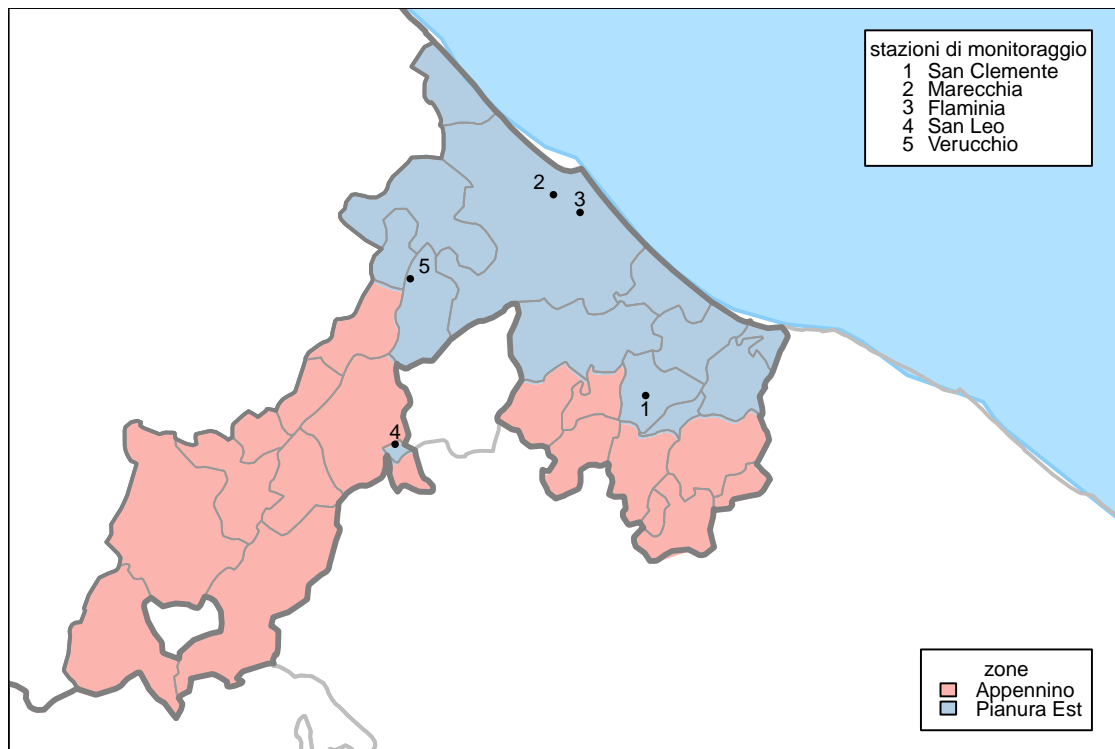 stazioni di monitoraggio
1 San Clemente
2 Marecchia
3 Flaminia
4 San Leo
5 Verucchio
2
3
5
1
4
zone
Appennino
Pianura Est